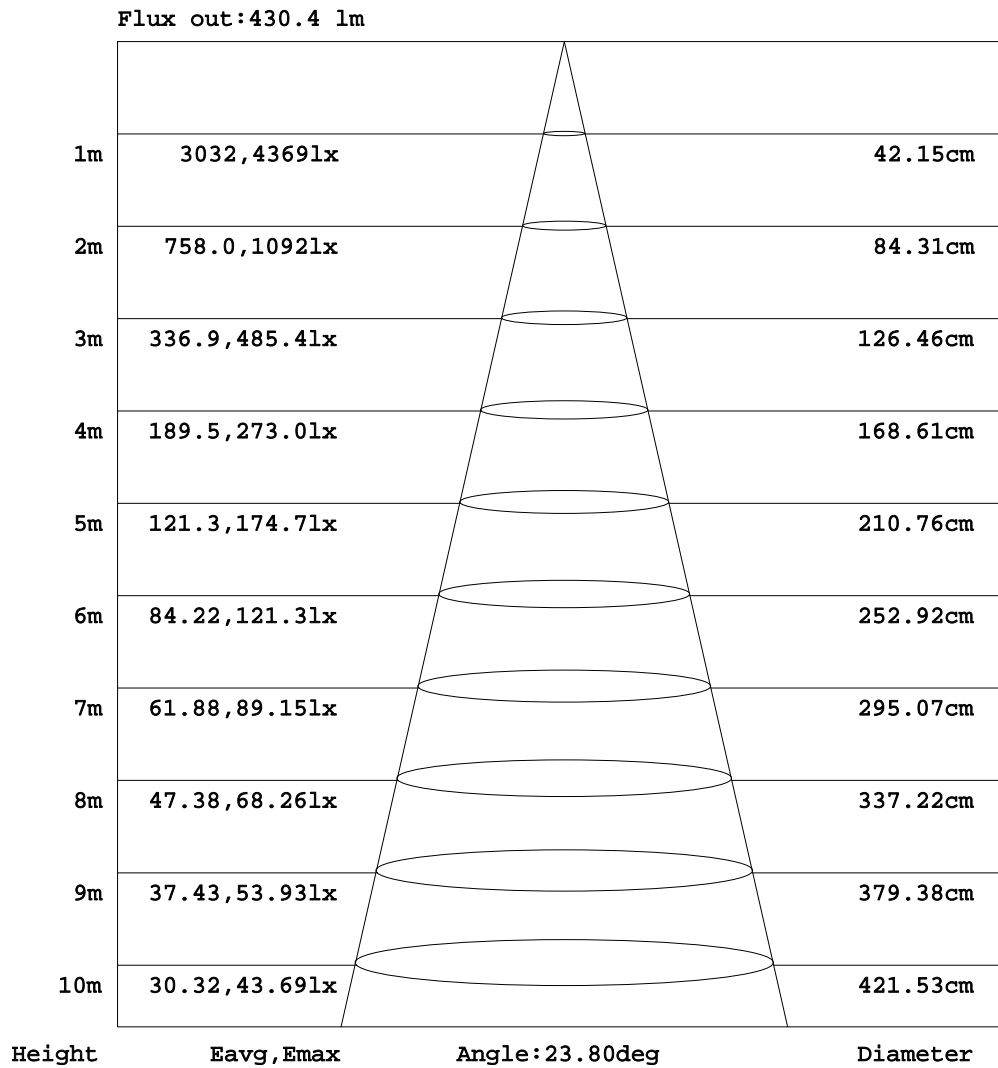 Flux out:430.4 lm
1m 3032,4369lx 42.15cm
2m 758.0,1092lx 84.31cm
3m 336.9,485.4lx 126.46cm
4m 189.5,273.0lx 168.61cm
5m 121.3,174.7lx 210.76cm
6m 84.22,121.3lx 252.92cm
7m 61.88,89.15lx 295.07cm
8m 47.38,68.26lx 337.22cm
9m 37.43,53.93lx 379.38cm
10m 30.32,43.69lx 421.53cm
Height Eavg,Emax Angle:23.80deg Diameter